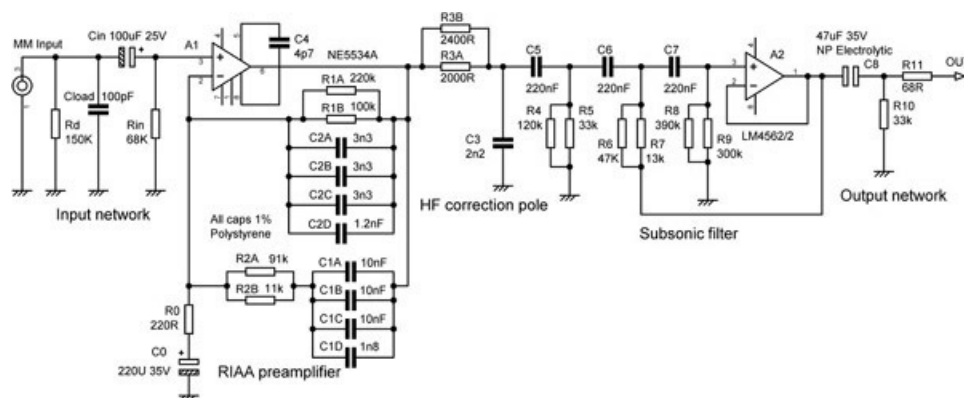 Cin 100uF 25V
MM Input
A1
C4
4p7
NE5534A
R1A 220k
R1B 100k
C2A 3n3
C2B 3n3
C2C 3n3
C2D 1.2nF
Cload 100pF
Rd
150K
Rin
68K
Input network
All caps 1%
Polystyrene
R2A 91k
R2B 11k
C1A 10nF
C1B 10nF
C1C 10nF
C1D 1n8
R0
220R
C0
220U 35V
RIAA preamplifier
R3B
2400R
R3A
2000R
C3
2n2
HF correction pole
C5
220nF
C6
220nF
C7
220nF
R4
120k
R5
33k
R6
47K
R7
13k
R8
390k
R9
300k
A2
LM4562/2
Subsonic filter
47uF 35V
NP Electrolytic
C8
R11
68R
OUT
R10
33k
Output network